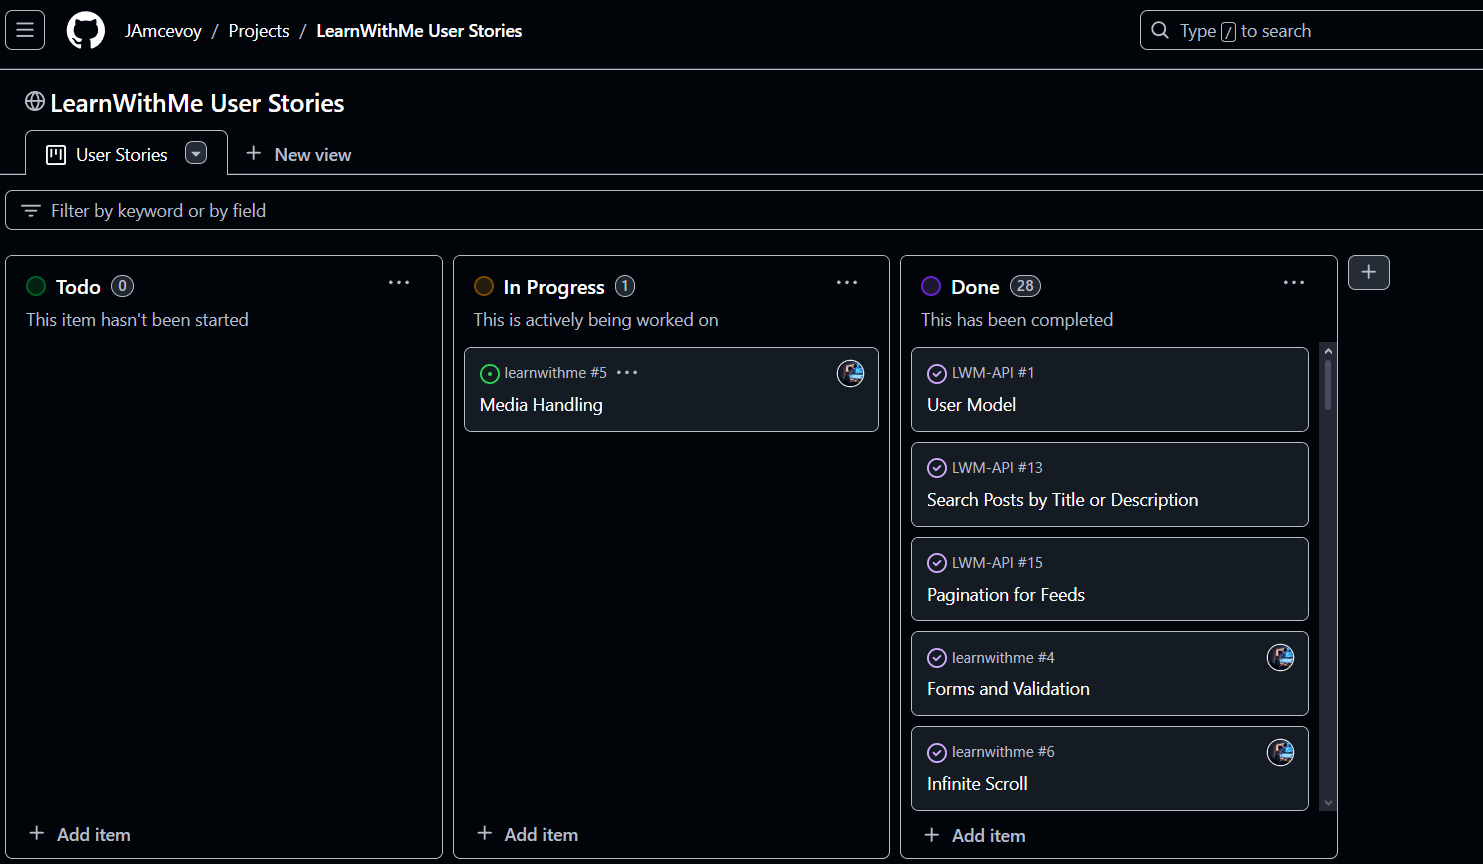 JAmcevoy / Projects / LearnWithMe User Stories
Type / to search
LearnWithMe User Stories
User Stories
New view
Filter by keyword or by field
Todo 0
This item hasn't been started
Add item
In Progress 1
This is actively being worked on
learnwithme #5
Media Handling
Add item
Done 28
This has been completed
LWM-API #1
User Model
LWM-API #13
Search Posts by Title or Description
LWM-API #15
Pagination for Feeds
learnwithme #4
Forms and Validation
learnwithme #6
Infinite Scroll
Add item